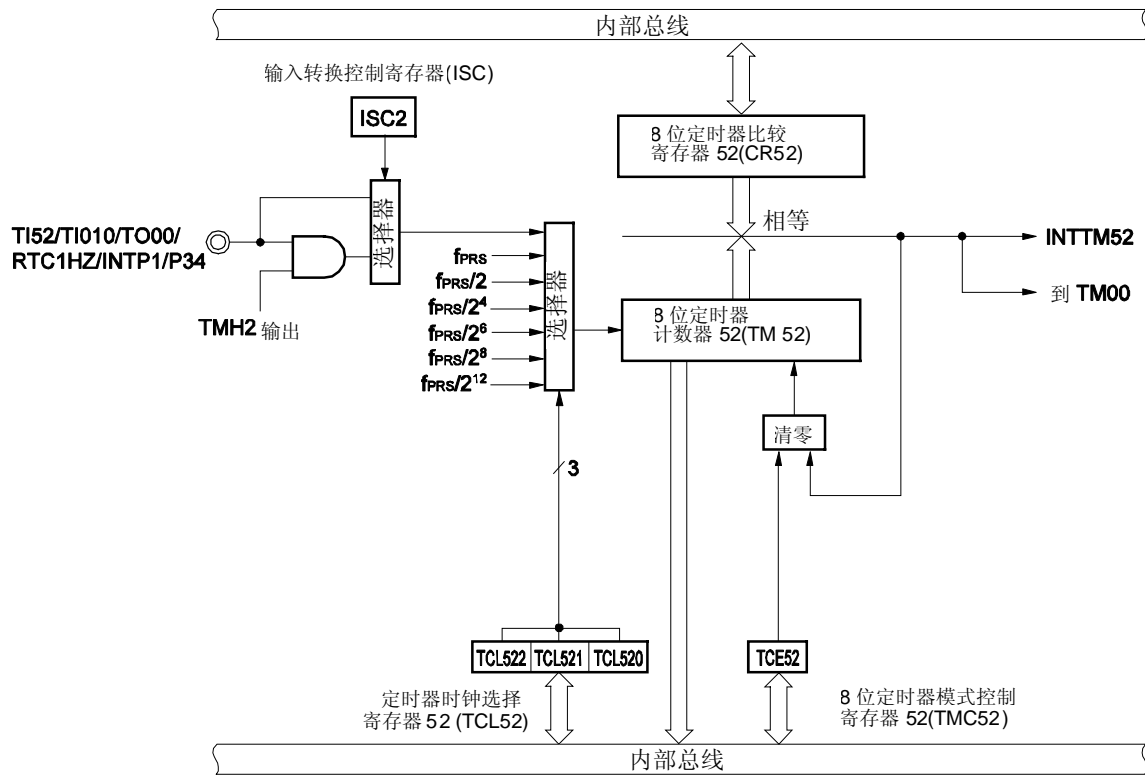 内部总线
输入转换控制寄存器(ISC)
ISC2
8 位定时器比较
寄存器 52(CR52)
选择器
TI52/TI010/TO00/
RTC1HZ/INTP1/P34
TMH2 输出
相等
INTTM52
到 TM00
fPRS
fPRS/2
fPRS/2⁴
fPRS/2⁶
fPRS/2⁸
fPRS/2¹²
选择器
8 位定时器
计数器 52(TM 52)
清零
3
TCL522 TCL521 TCL520
TCE52
定时器时钟选择
寄存器 52 (TCL52)
8 位定时器模式控制
寄存器 52(TMC52)
内部总线